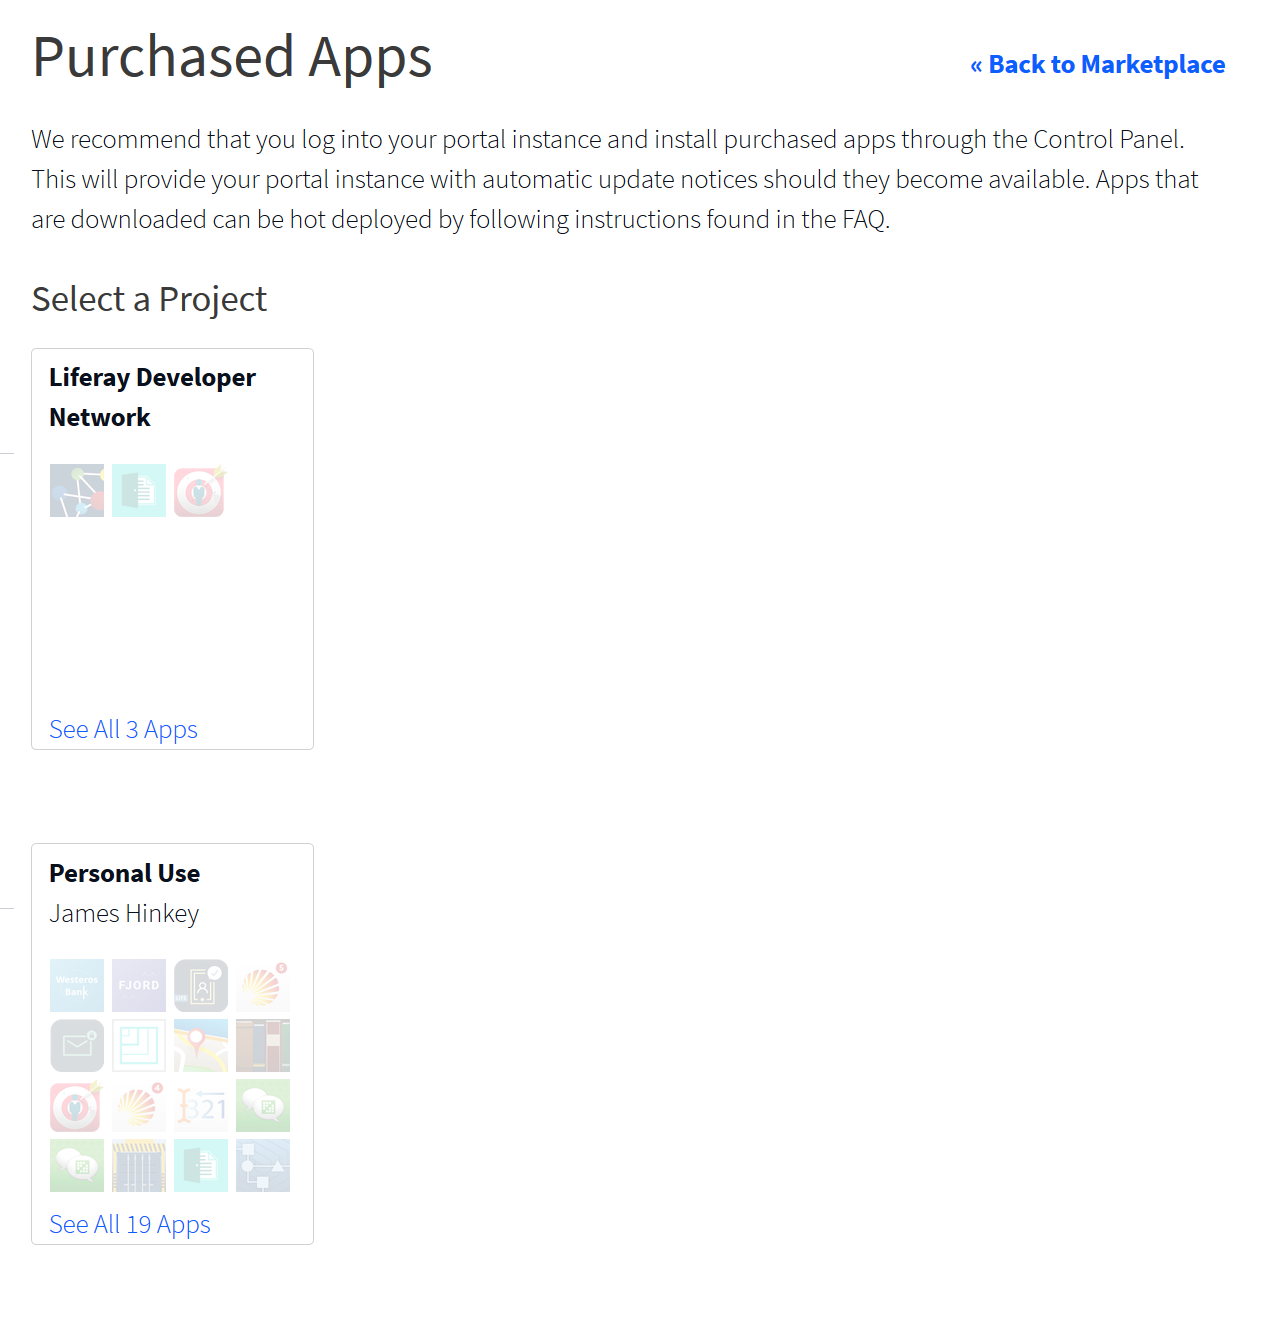 Purchased Apps
« Back to Marketplace
We recommend that you log into your portal instance and install purchased apps through the Control Panel.
This will provide your portal instance with automatic update notices should they become available. Apps that
are downloaded can be hot deployed by following instructions found in the FAQ.
Select a Project
Liferay Developer
Network
See All 3 Apps
Personal Use
James Hinkey
Westeros
Bank
FJORD
5
4
321
See All 19 Apps